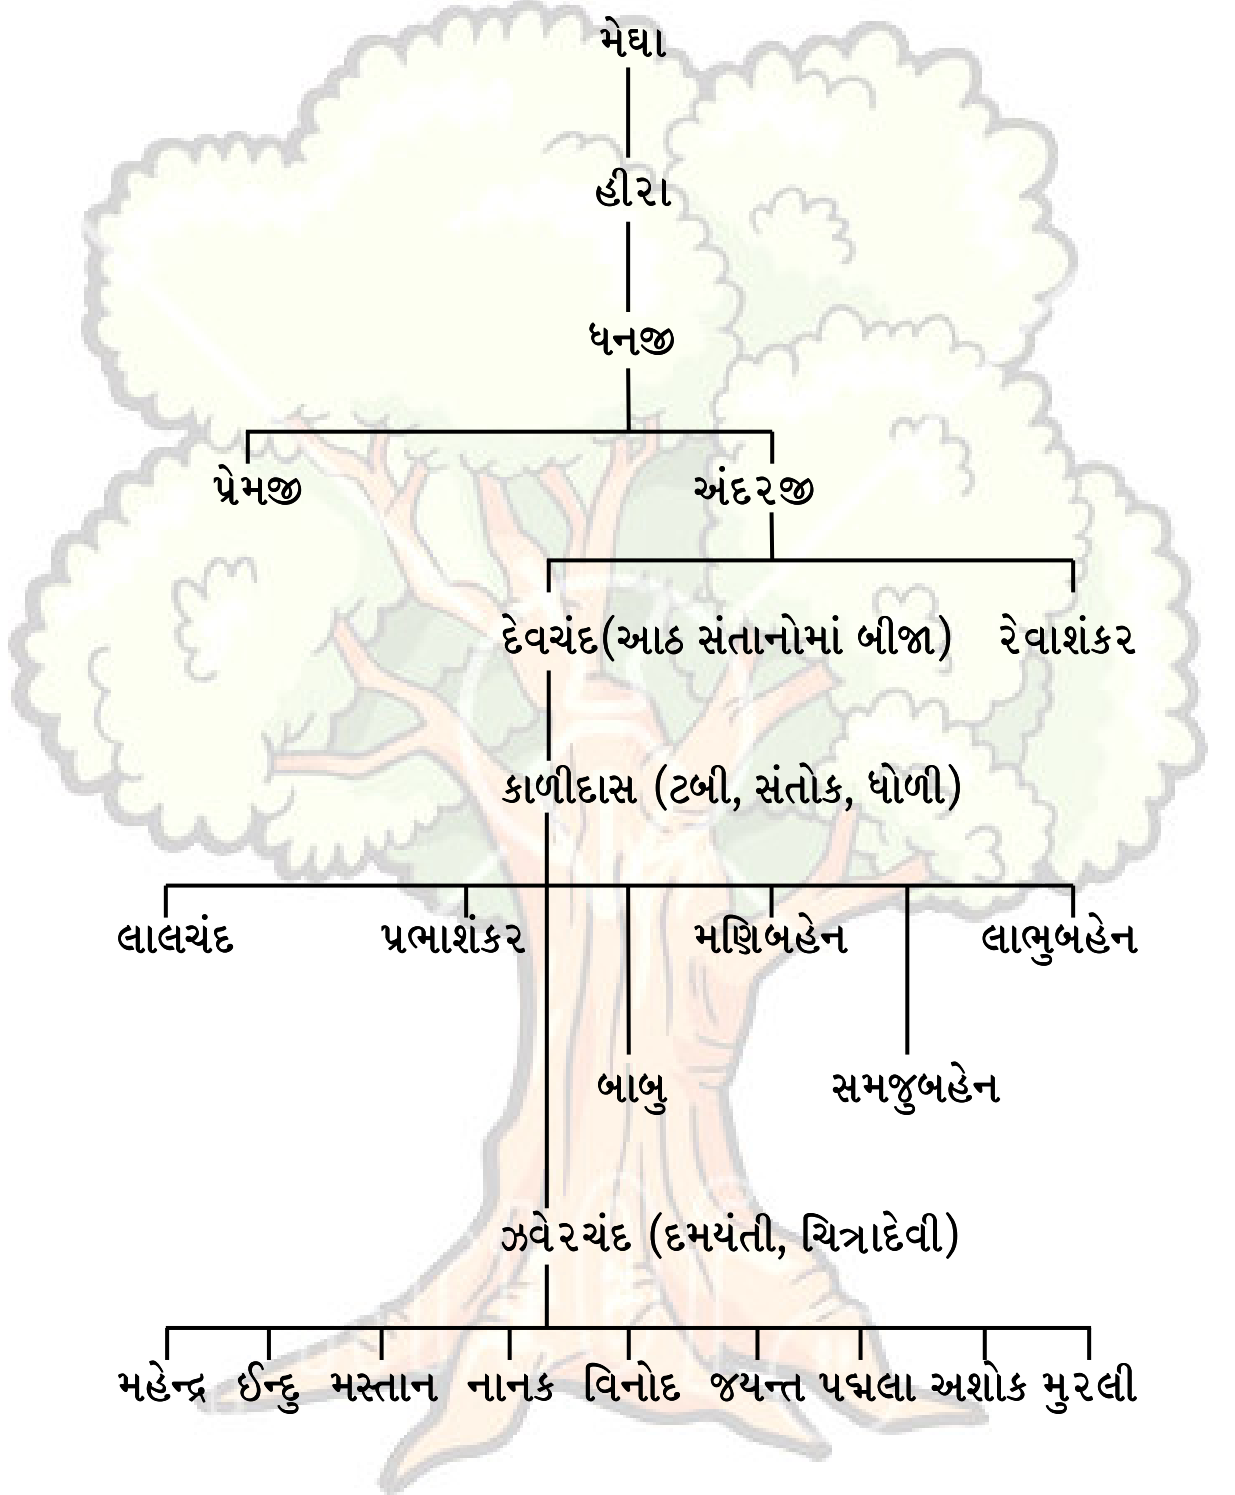 મેઘા
હીરા
ધનજી
પ્રેમજી અંદરજી
દેવચંદ(આઠ સંતાનોમાં બીજા) રેવાશંકર
કાળીદાસ (ટબી, સંતોક, ધોળી)
લાલચંદ પ્રભાશંકર મણિબહેન લાભુબહેન
બાબુ સમજુબહેન
ઝવેરચંદ (દમયંતી, ચિત્રાદેવી)
મહેન્દ્ર ઈન્દુ મસ્તાન નાનક વિનોદ જયન્ત પદ્મલા અશોક મુરલી